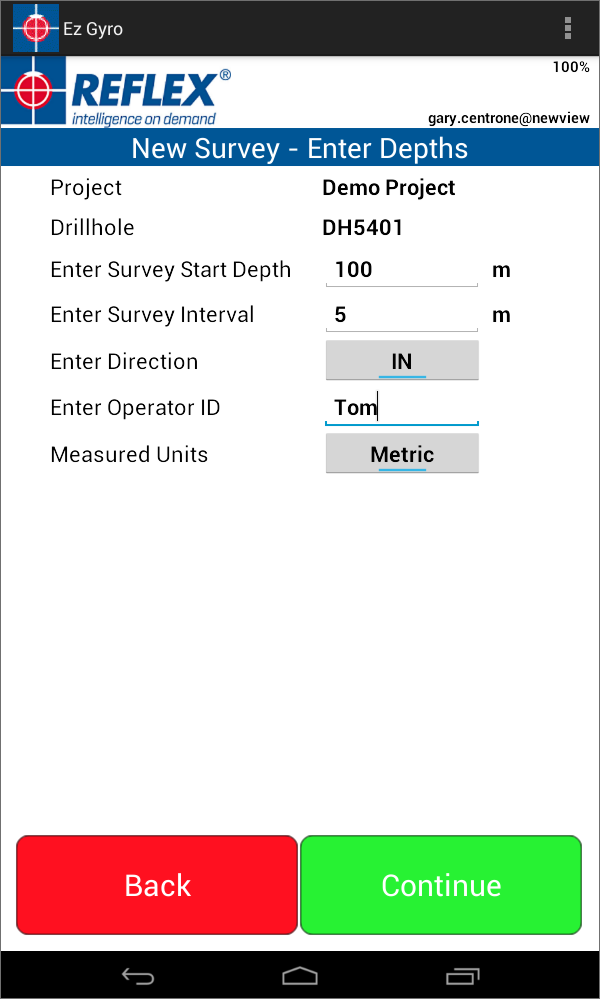 Ez Gyro
100%
REFLEX®
intelligence on demand
gary.centrone@newview
New Survey - Enter Depths
Project Demo Project
Drillhole DH5401
Enter Survey Start Depth 100 m
Enter Survey Interval 5 m
Enter Direction IN
Enter Operator ID Tom
Measured Units Metric
Back Continue